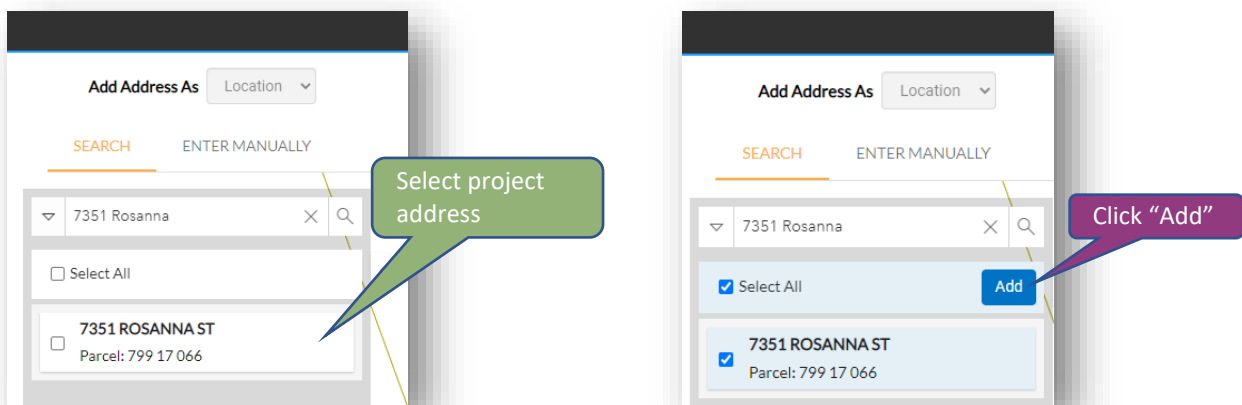 Add Address As Location
SEARCH ENTER MANUALLY
Select project
address
7351 Rosanna
Select All
7351 ROSANNA ST
Parcel: 799 17 066
Add Address As Location
SEARCH ENTER MANUALLY
Click “Add”
7351 Rosanna
Select All Add
7351 ROSANNA ST
Parcel: 799 17 066